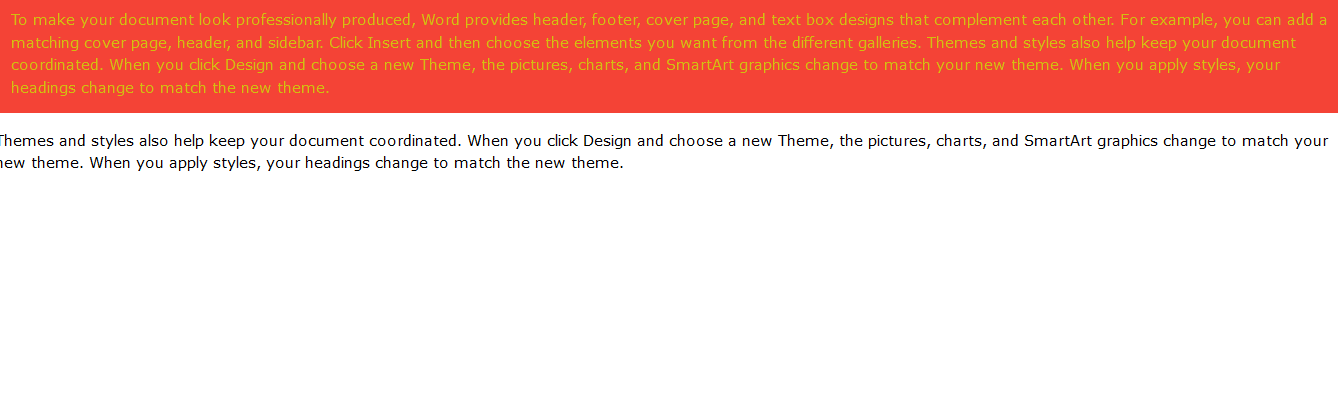 To make your document look professionally produced, Word provides header, footer, cover page, and text box designs that complement each other. For example, you can add a
matching cover page, header, and sidebar. Click Insert and then choose the elements you want from the different galleries. Themes and styles also help keep your document
coordinated. When you click Design and choose a new Theme, the pictures, charts, and SmartArt graphics change to match your new theme. When you apply styles, your
headings change to match the new theme.
Themes and styles also help keep your document coordinated. When you click Design and choose a new Theme, the pictures, charts, and SmartArt graphics change to match your
new theme. When you apply styles, your headings change to match the new theme.